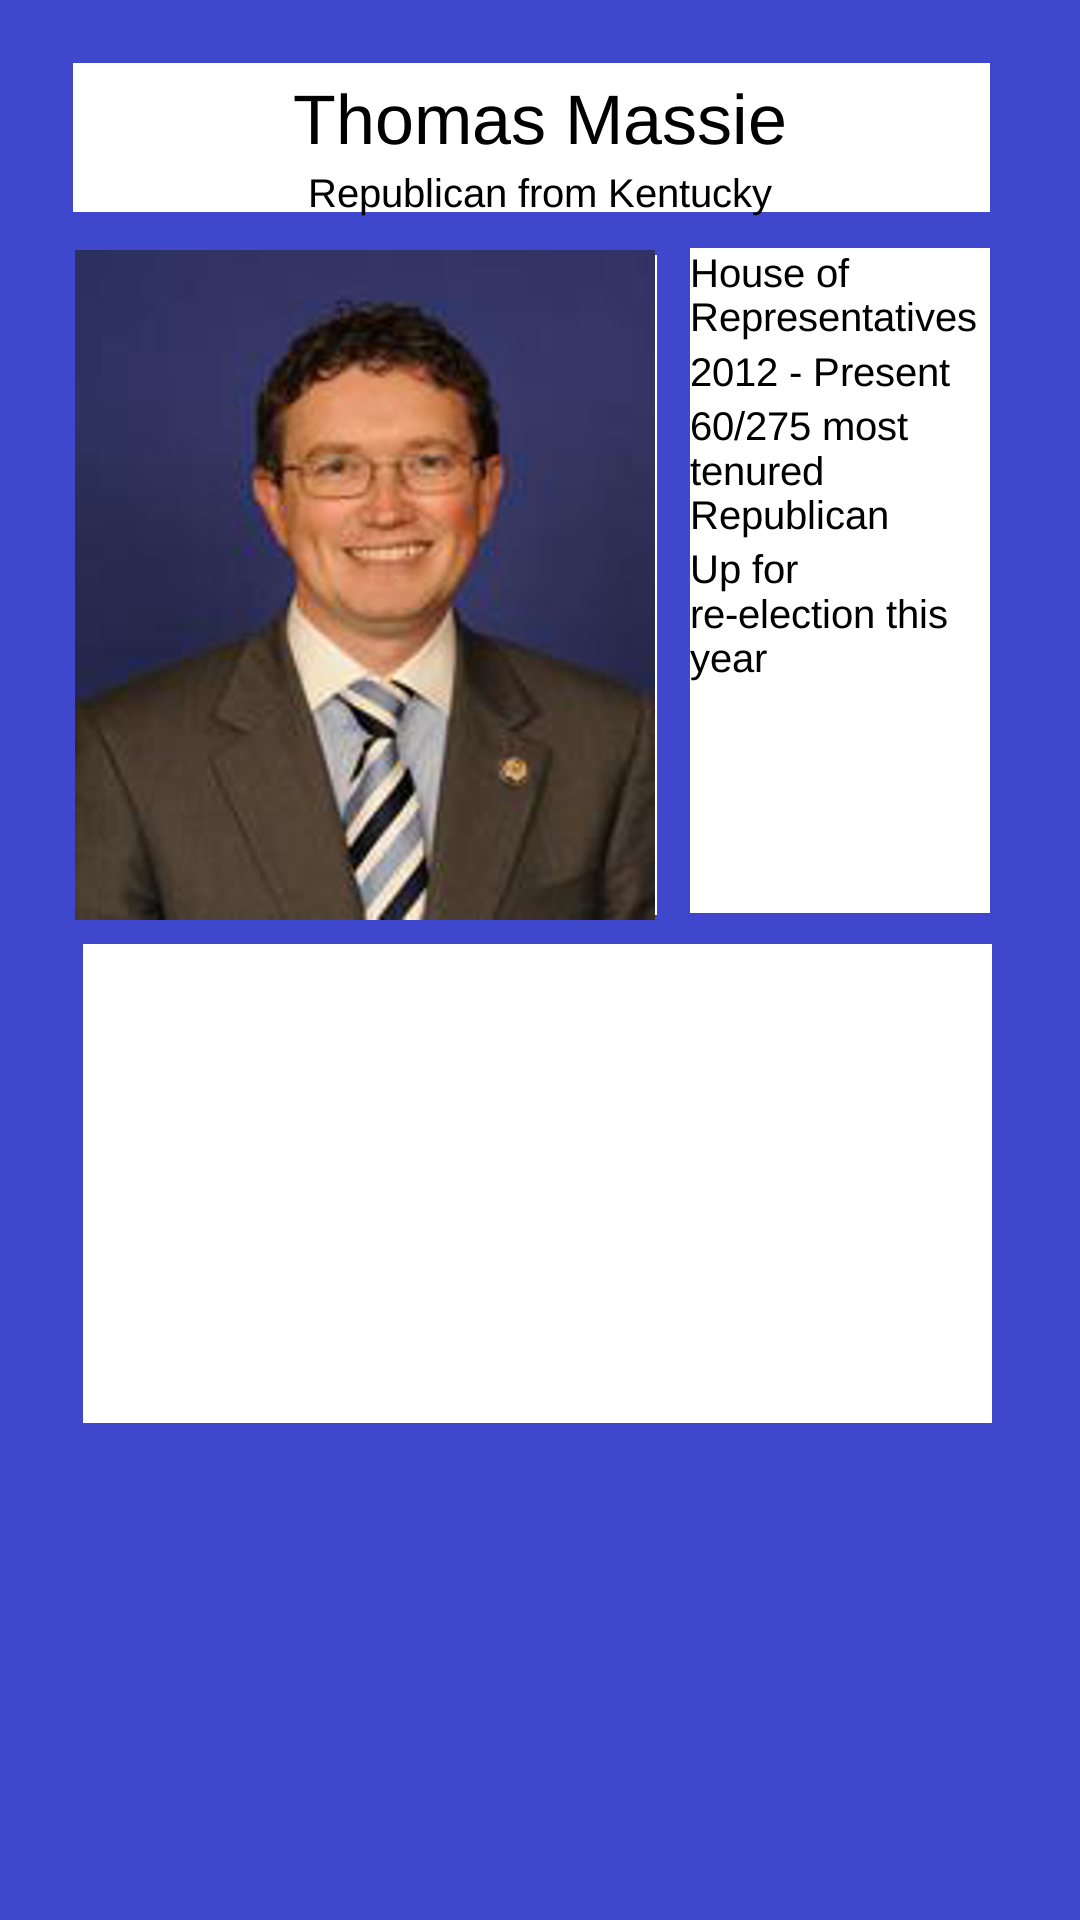 Thomas Massie
Republican from Kentucky
House of
Representatives
2012 - Present
60/275 most
tenured
Republican
Up for
re-election this
year